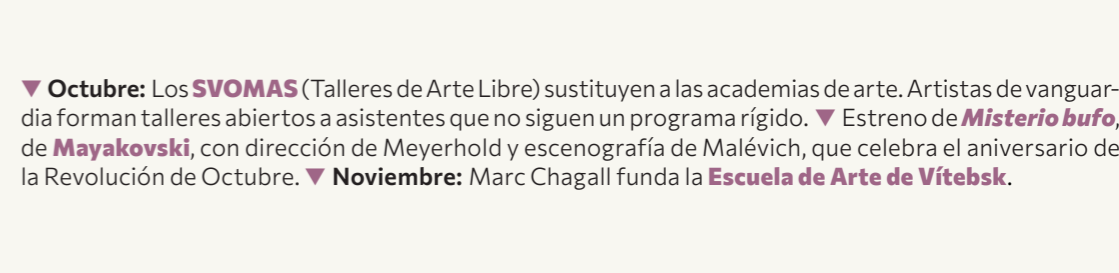 ▼ Octubre: Los SVOMAS (Talleres de Arte Libre) sustituyen a las academias de arte. Artistas de vanguar-
dia forman talleres abiertos a asistentes que no siguen un programa rígido. ▼ Estreno de Misterio bufo,
de Mayakovski, con dirección de Meyerhold y escenografía de Malévich, que celebra el aniversario de
la Revolución de Octubre. ▼ Noviembre: Marc Chagall funda la Escuela de Arte de Vítebsk.